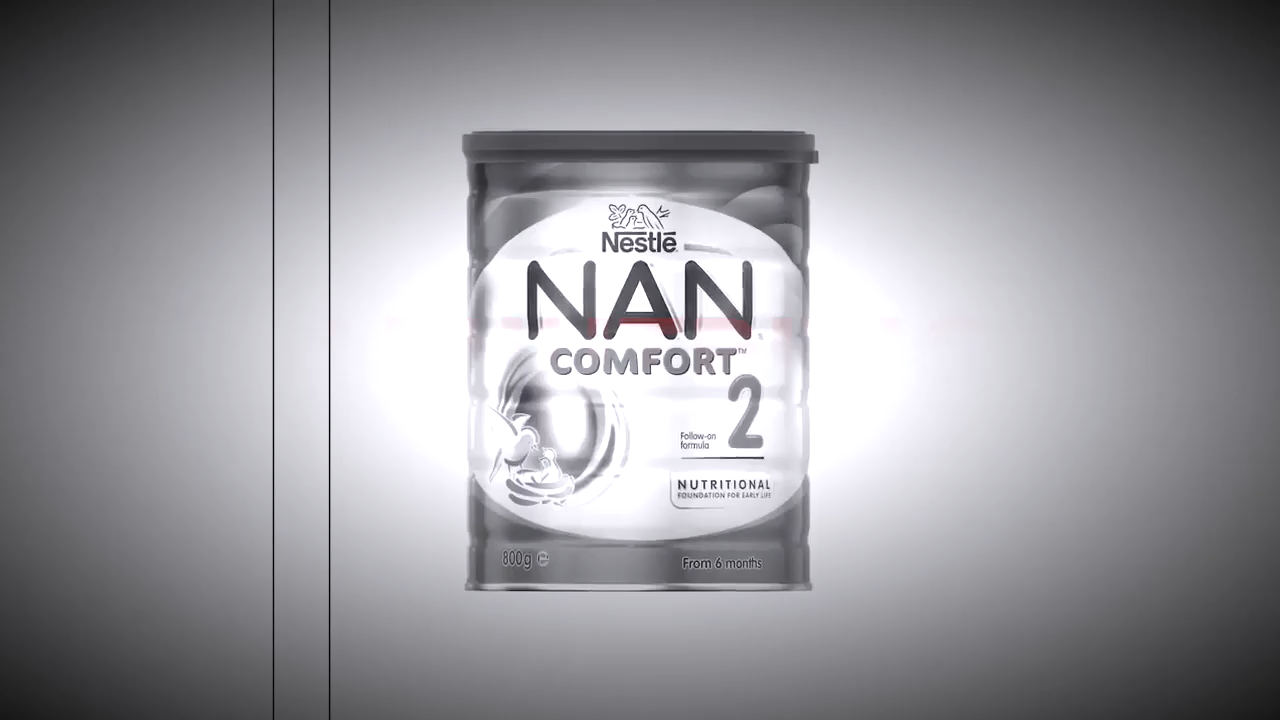 Nestlé
NAN
COMFORT™
2
Follow-on
formula
NUTRITIONAL
FOUNDATION FOR EARLY LIFE
800g
From 6 months